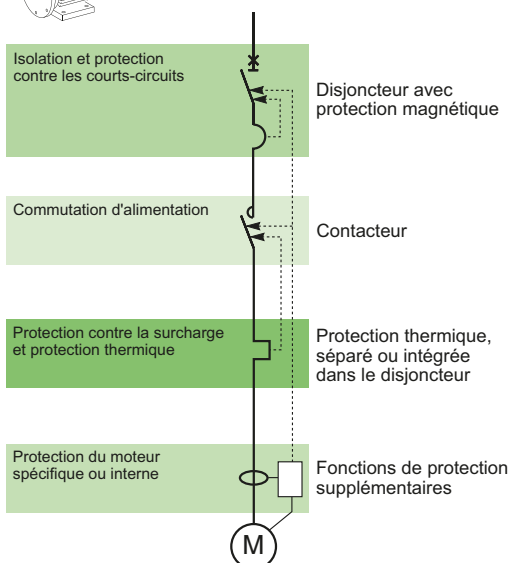 Isolation et protection
contre les courts-circuits
Disjoncteur avec
protection magnétique
Commutation d'alimentation
Contacteur
Protection contre la surcharge
et protection thermique
Protection thermique,
séparé ou intégrée
dans le disjoncteur
Protection du moteur
spécifique ou interne
Fonctions de protection
supplémentaires
M